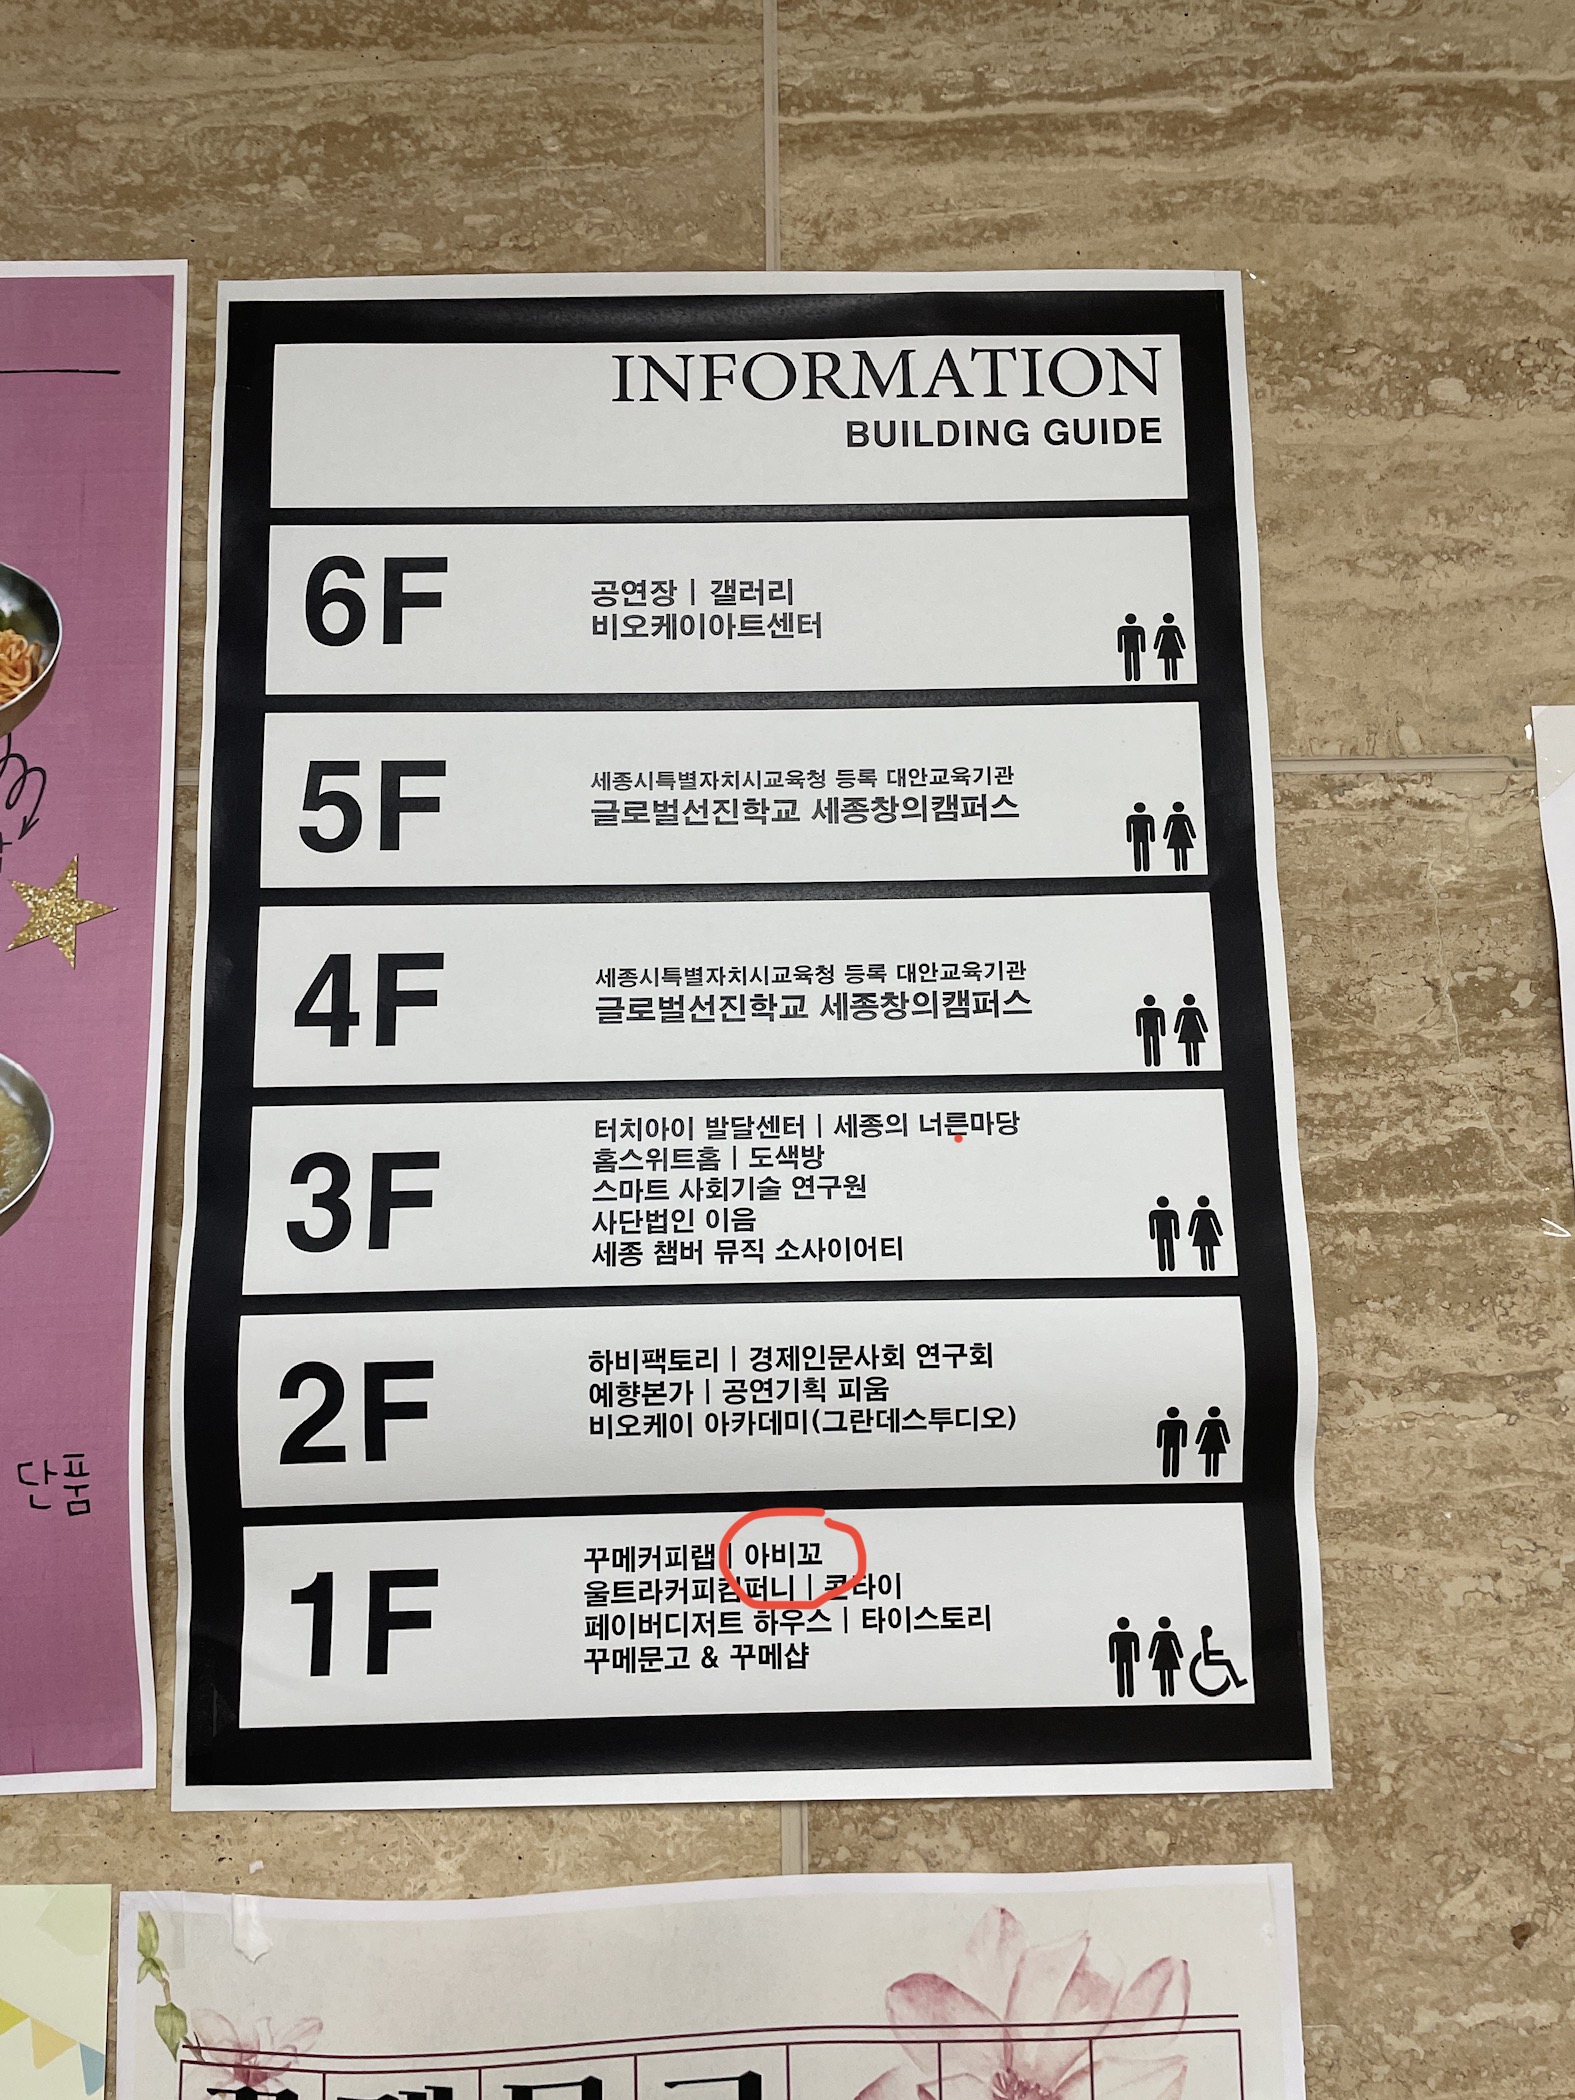 INFORMATION
BUILDING GUIDE
6F
공연장 | 갤러리
비오케이아트센터
5F
세종시특별자치시교육청 등록 대안교육기관
글로벌선진학교 세종창의캠퍼스
4F
세종시특별자치시교육청 등록 대안교육기관
글로벌선진학교 세종창의캠퍼스
3F
터치아이 발달센터 | 세종의 너른마당
홈스위트홈 | 도색방
스마트 사회기술 연구원
사단법인 이음
세종 챔버 뮤직 소사이어티
2F
하비팩토리 | 경제인문사회 연구회
예향본가 | 공연기획 피움
비오케이 아카데미(그란데스투디오)
1F
꾸메커피랩 | 아비꼬
울트라커피컴퍼니 | 콘타이
페이버디저트 하우스 | 타이스토리
꾸메문고 & 꾸메샵
단품